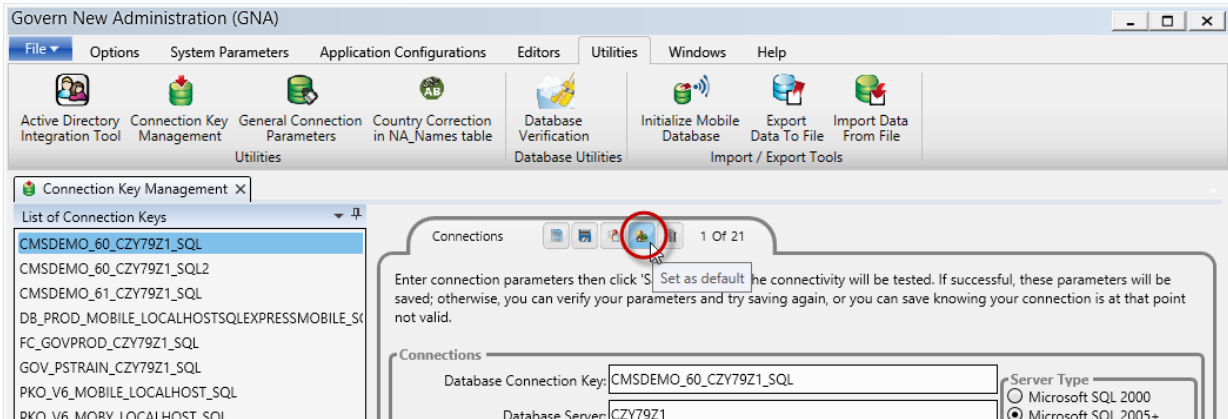 Govern New Administration (GNA)
File Options System Parameters Application Configurations Editors Utilities Windows Help
Active Directory Integration Tool
Connection Key Management
General Connection Parameters
Country Correction in NA_Names table
Database Verification
Initialize Mobile Database
Export Data To File
Import Data From File
Utilities Database Utilities Import / Export Tools
Connection Key Management
List of Connection Keys
CMSDEMO_60_CZY79Z1_SQL
CMSDEMO_60_CZY79Z1_SQL2
CMSDEMO_61_CZY79Z1_SQL
DB_PROD_MOBILE_LOCALHOSTSQLEXPRESSMOBILE_S
FC_GOVPROD_CZY79Z1_SQL
GOV_PSTRAIN_CZY79Z1_SQL
PKO_V6_MOBILE_LOCALHOST_SQL
PKO_V6_MOBY_LOCALHOST_SQL
Connections 1 Of 21
Set as default
Enter connection parameters then click 'S he connectivity will be tested. If successful, these parameters will be
saved; otherwise, you can verify your parameters and try saving again, or you can save knowing your connection is at that point
not valid.
Connections
Database Connection Key: CMSDEMO_60_CZY79Z1_SQL
Database Server: CZY79Z1
Server Type
Microsoft SQL 2000
Microsoft SQL 2005+